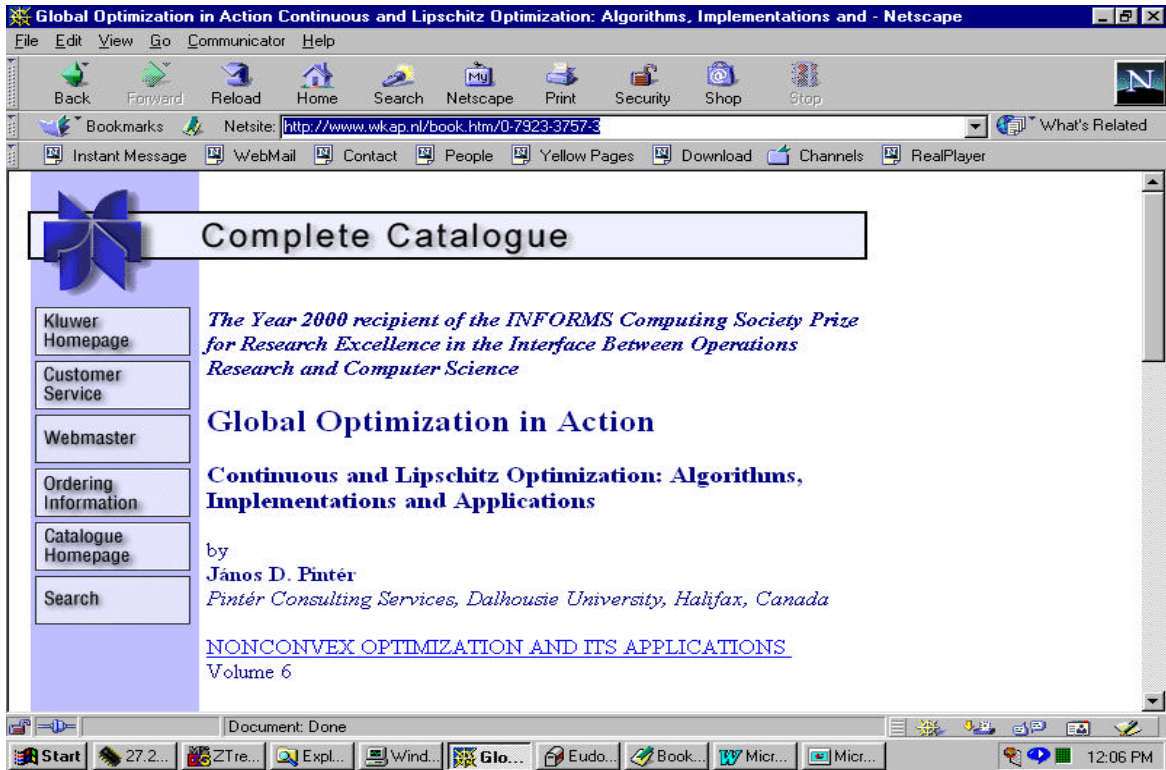 Global Optimization in Action Continuous and Lipschitz Optimization: Algorithms, Implementations and - Netscape
File Edit View Go Communicator Help
My
N
Back Forward Reload Home Search Netscape Print Security Shop Stop
Bookmarks Netsite: http://www.wkap.nl/book.htm/0-7923-3757-3 What's Related
Instant Message WebMail Contact People Yellow Pages Download Channels RealPlayer
Complete Catalogue
Kluwer
Homepage
Customer
Service
Webmaster
Ordering
Information
Catalogue
Homepage
Search
The Year 2000 recipient of the INFORMS Computing Society Prize
for Research Excellence in the Interface Between Operations
Research and Computer Science
Global Optimization in Action
Continuous and Lipschitz Optimization: Algorithms,
Implementations and Applications
by
János D. Pintér
Pintér Consulting Services, Dalhousie University, Halifax, Canada
NONCONVEX OPTIMIZATION AND ITS APPLICATIONS
Volume 6
Document: Done
Start 27.2... ZTre... Expl... Wind... Glo... Eudo... Book... Micr... Micr... 12:06 PM